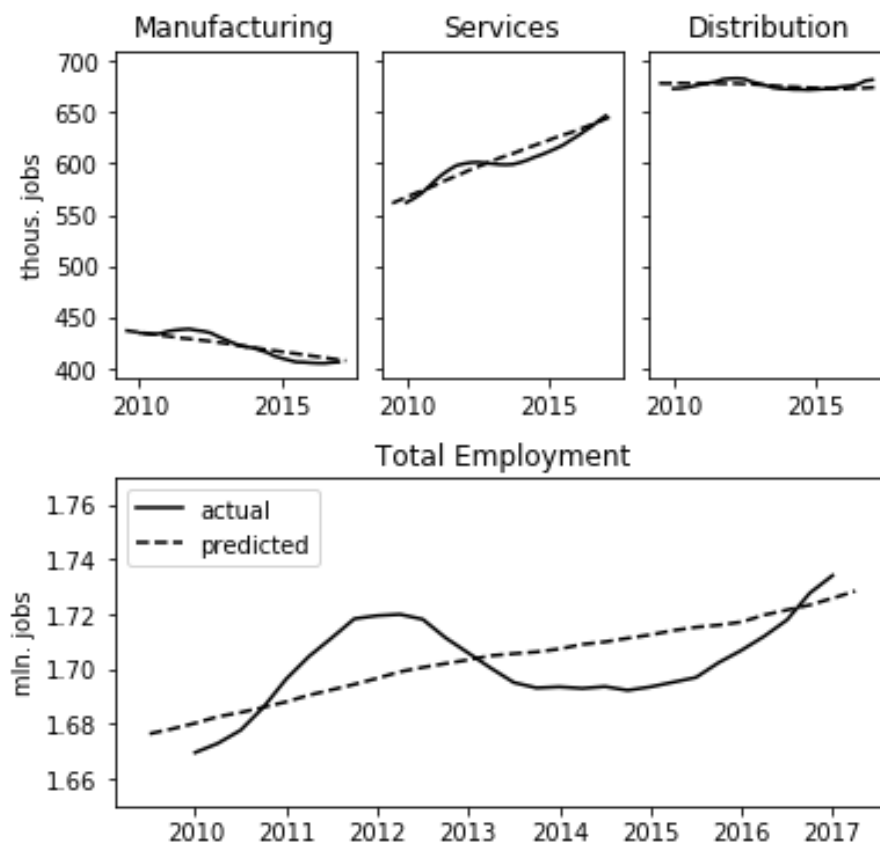 Manufacturing Services Distribution
700
650
600
550
500
450
400
thous. jobs
2010 2015 2010 2015 2010 2015
Total Employment
actual
predicted
1.76
1.74
1.72
1.70
1.68
1.66
mln. jobs
2010 2011 2012 2013 2014 2015 2016 2017